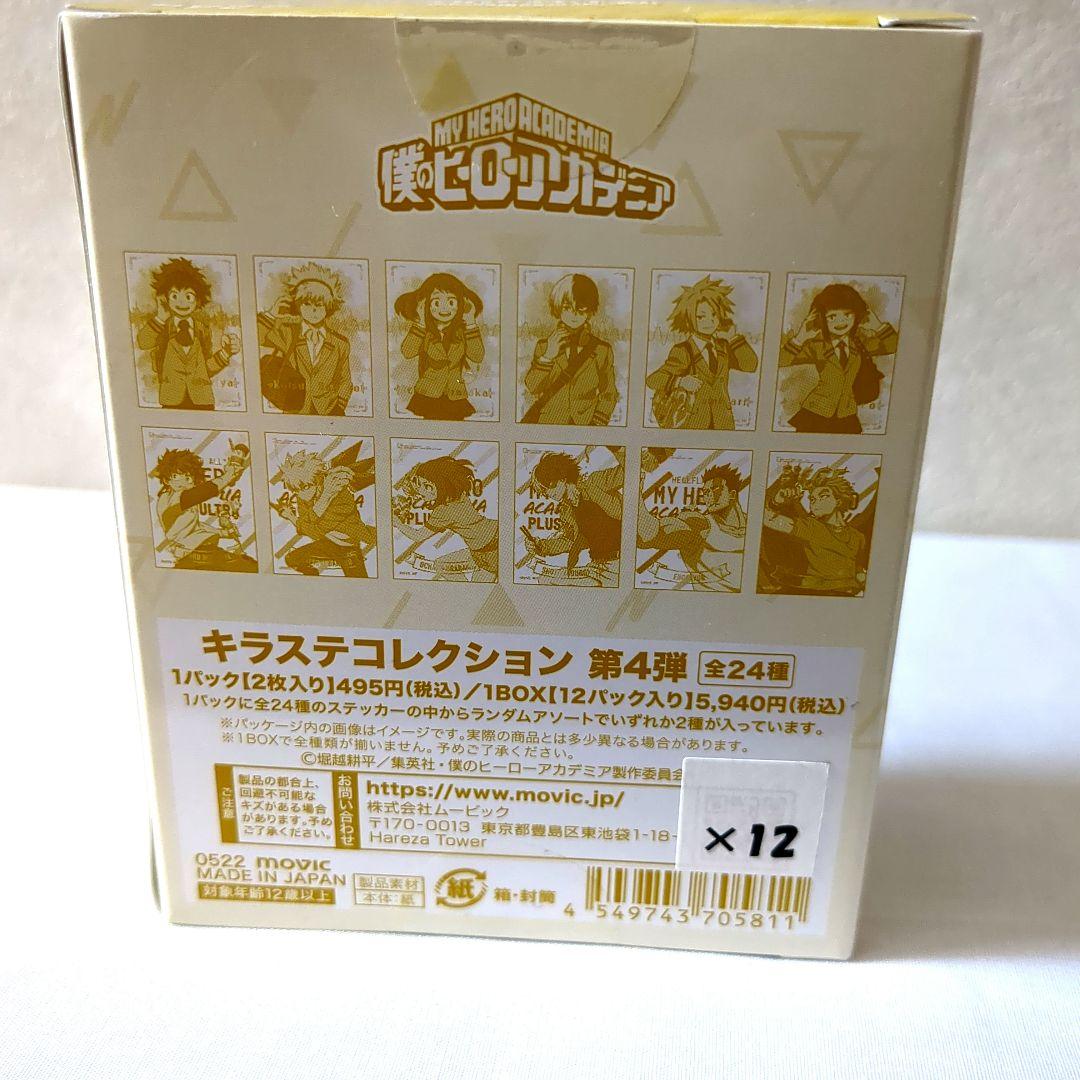 MY HERO ACADEMIA
僕のヒーローアカデミア
HELLFL
MY HE
ACAD
PLUS
キラステコレクション 第4弾 全24種
1パック【2枚入り】495円(税込)/1BOX【12パック入り】5,940円(税込)
1パックに全24種のステッカーの中からランダムアソートでいずれか2種が入っています。
※パッケージ内の画像はイメージです。実際の商品とは多少異なる場合があります。
※1BOXで全種類が揃いません。予めご了承ください。
©堀越耕平/集英社・僕のヒーローアカデミア製作委員会
ご注意
製品の都合上、
回避不可能な
キズがある場合
があります。予め
ご了承ください。
お問い合わせ
https://www.movic.jp/
株式会社ムービック
〒170-0013 東京都豊島区東池袋1-18-
Hareza Tower
×12
0522 movic
MADE IN JAPAN
対象年齢12歳以上
製品素材
本体:紙
紙
箱・封筒
4 549743 705811